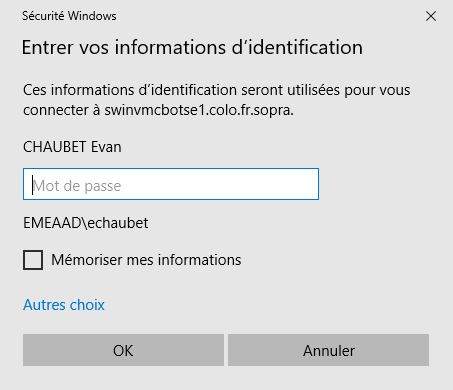 Sécurité Windows
Entrer vos informations d’identification
Ces informations d’identification seront utilisées pour vous
connecter à swinvmcbotse1.colo.fr.sopra.
CHAUBET Evan
Mot de passe
EMEAAD\echaubet
Mémoriser mes informations
Autres choix
OK
Annuler